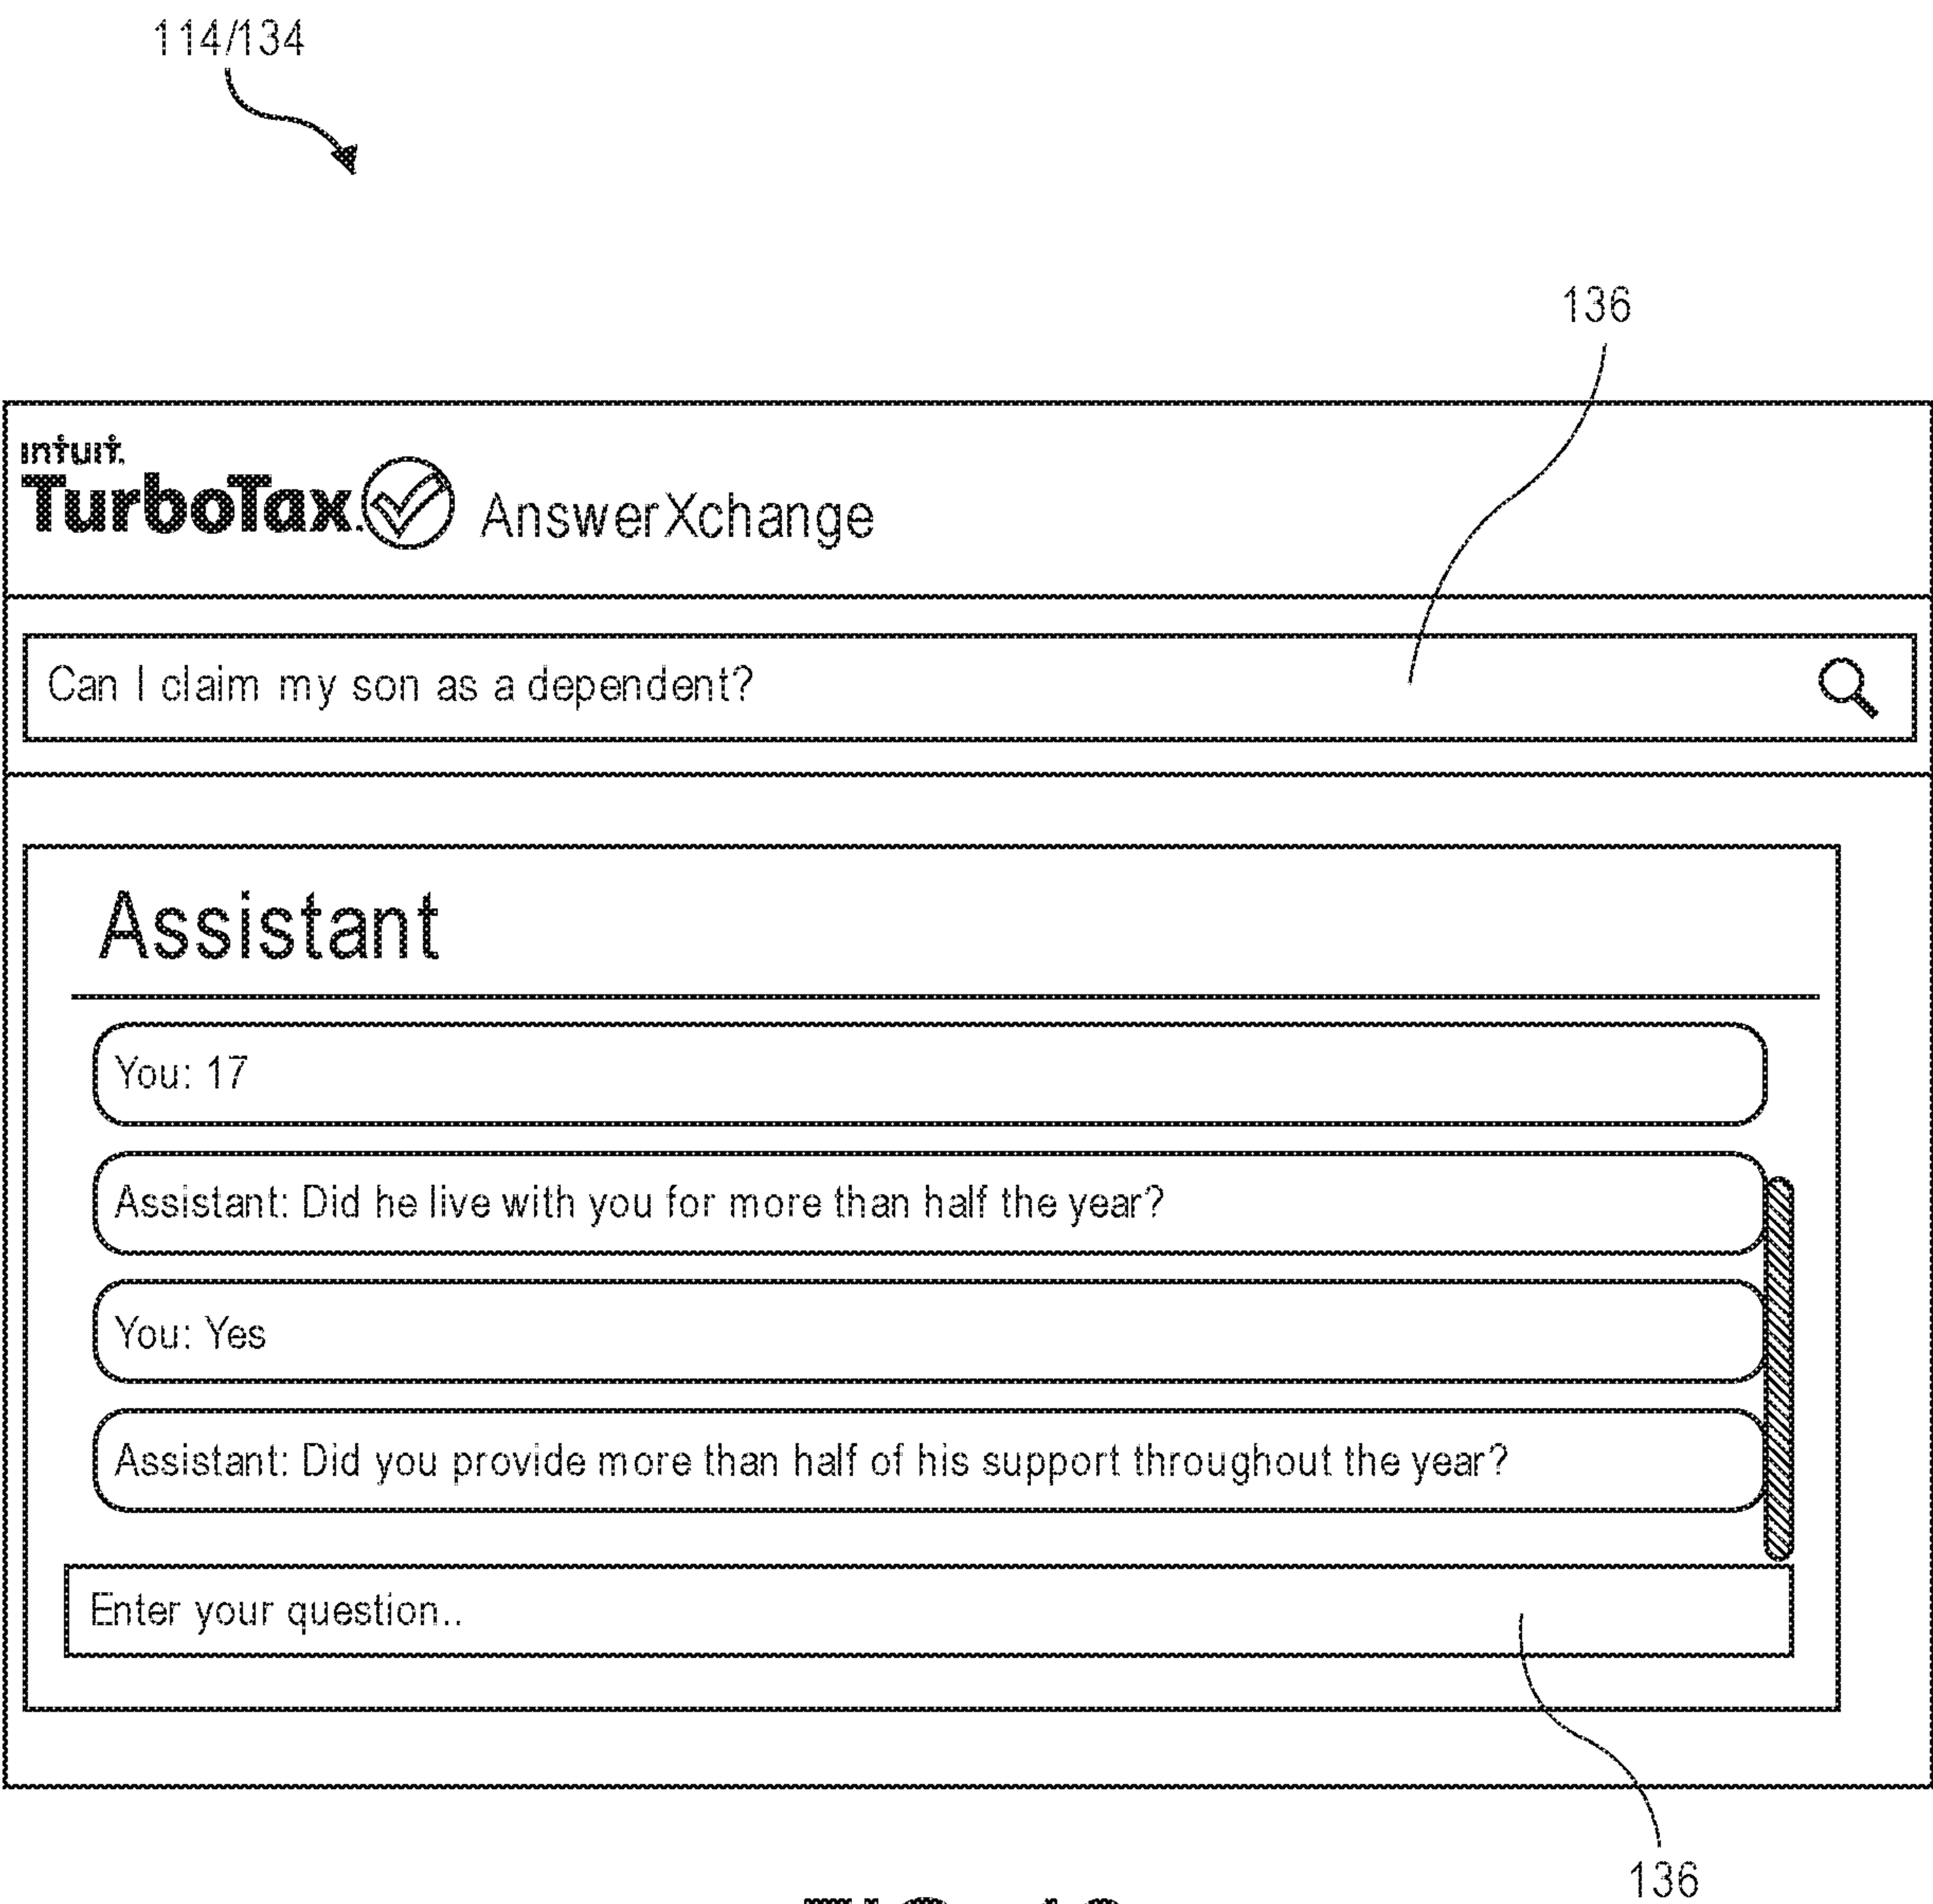 114/134
136
intuit.
TurboTax. AnswerXchange
Can I claim my son as a dependent?
Assistant
You: 17
Assistant: Did he live with you for more than half the year?
You: Yes
Assistant: Did you provide more than half of his support throughout the year?
Enter your question..
136